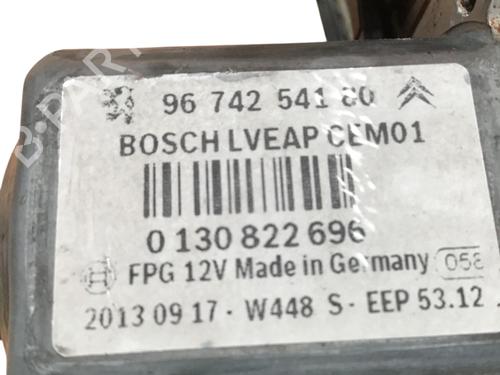 96 742 541 80
BOSCH LVEAP CEM01
0 130 822 696
FPG 12V Made in Germany 058
2013 09 17 - W448 S - EEP 53.12